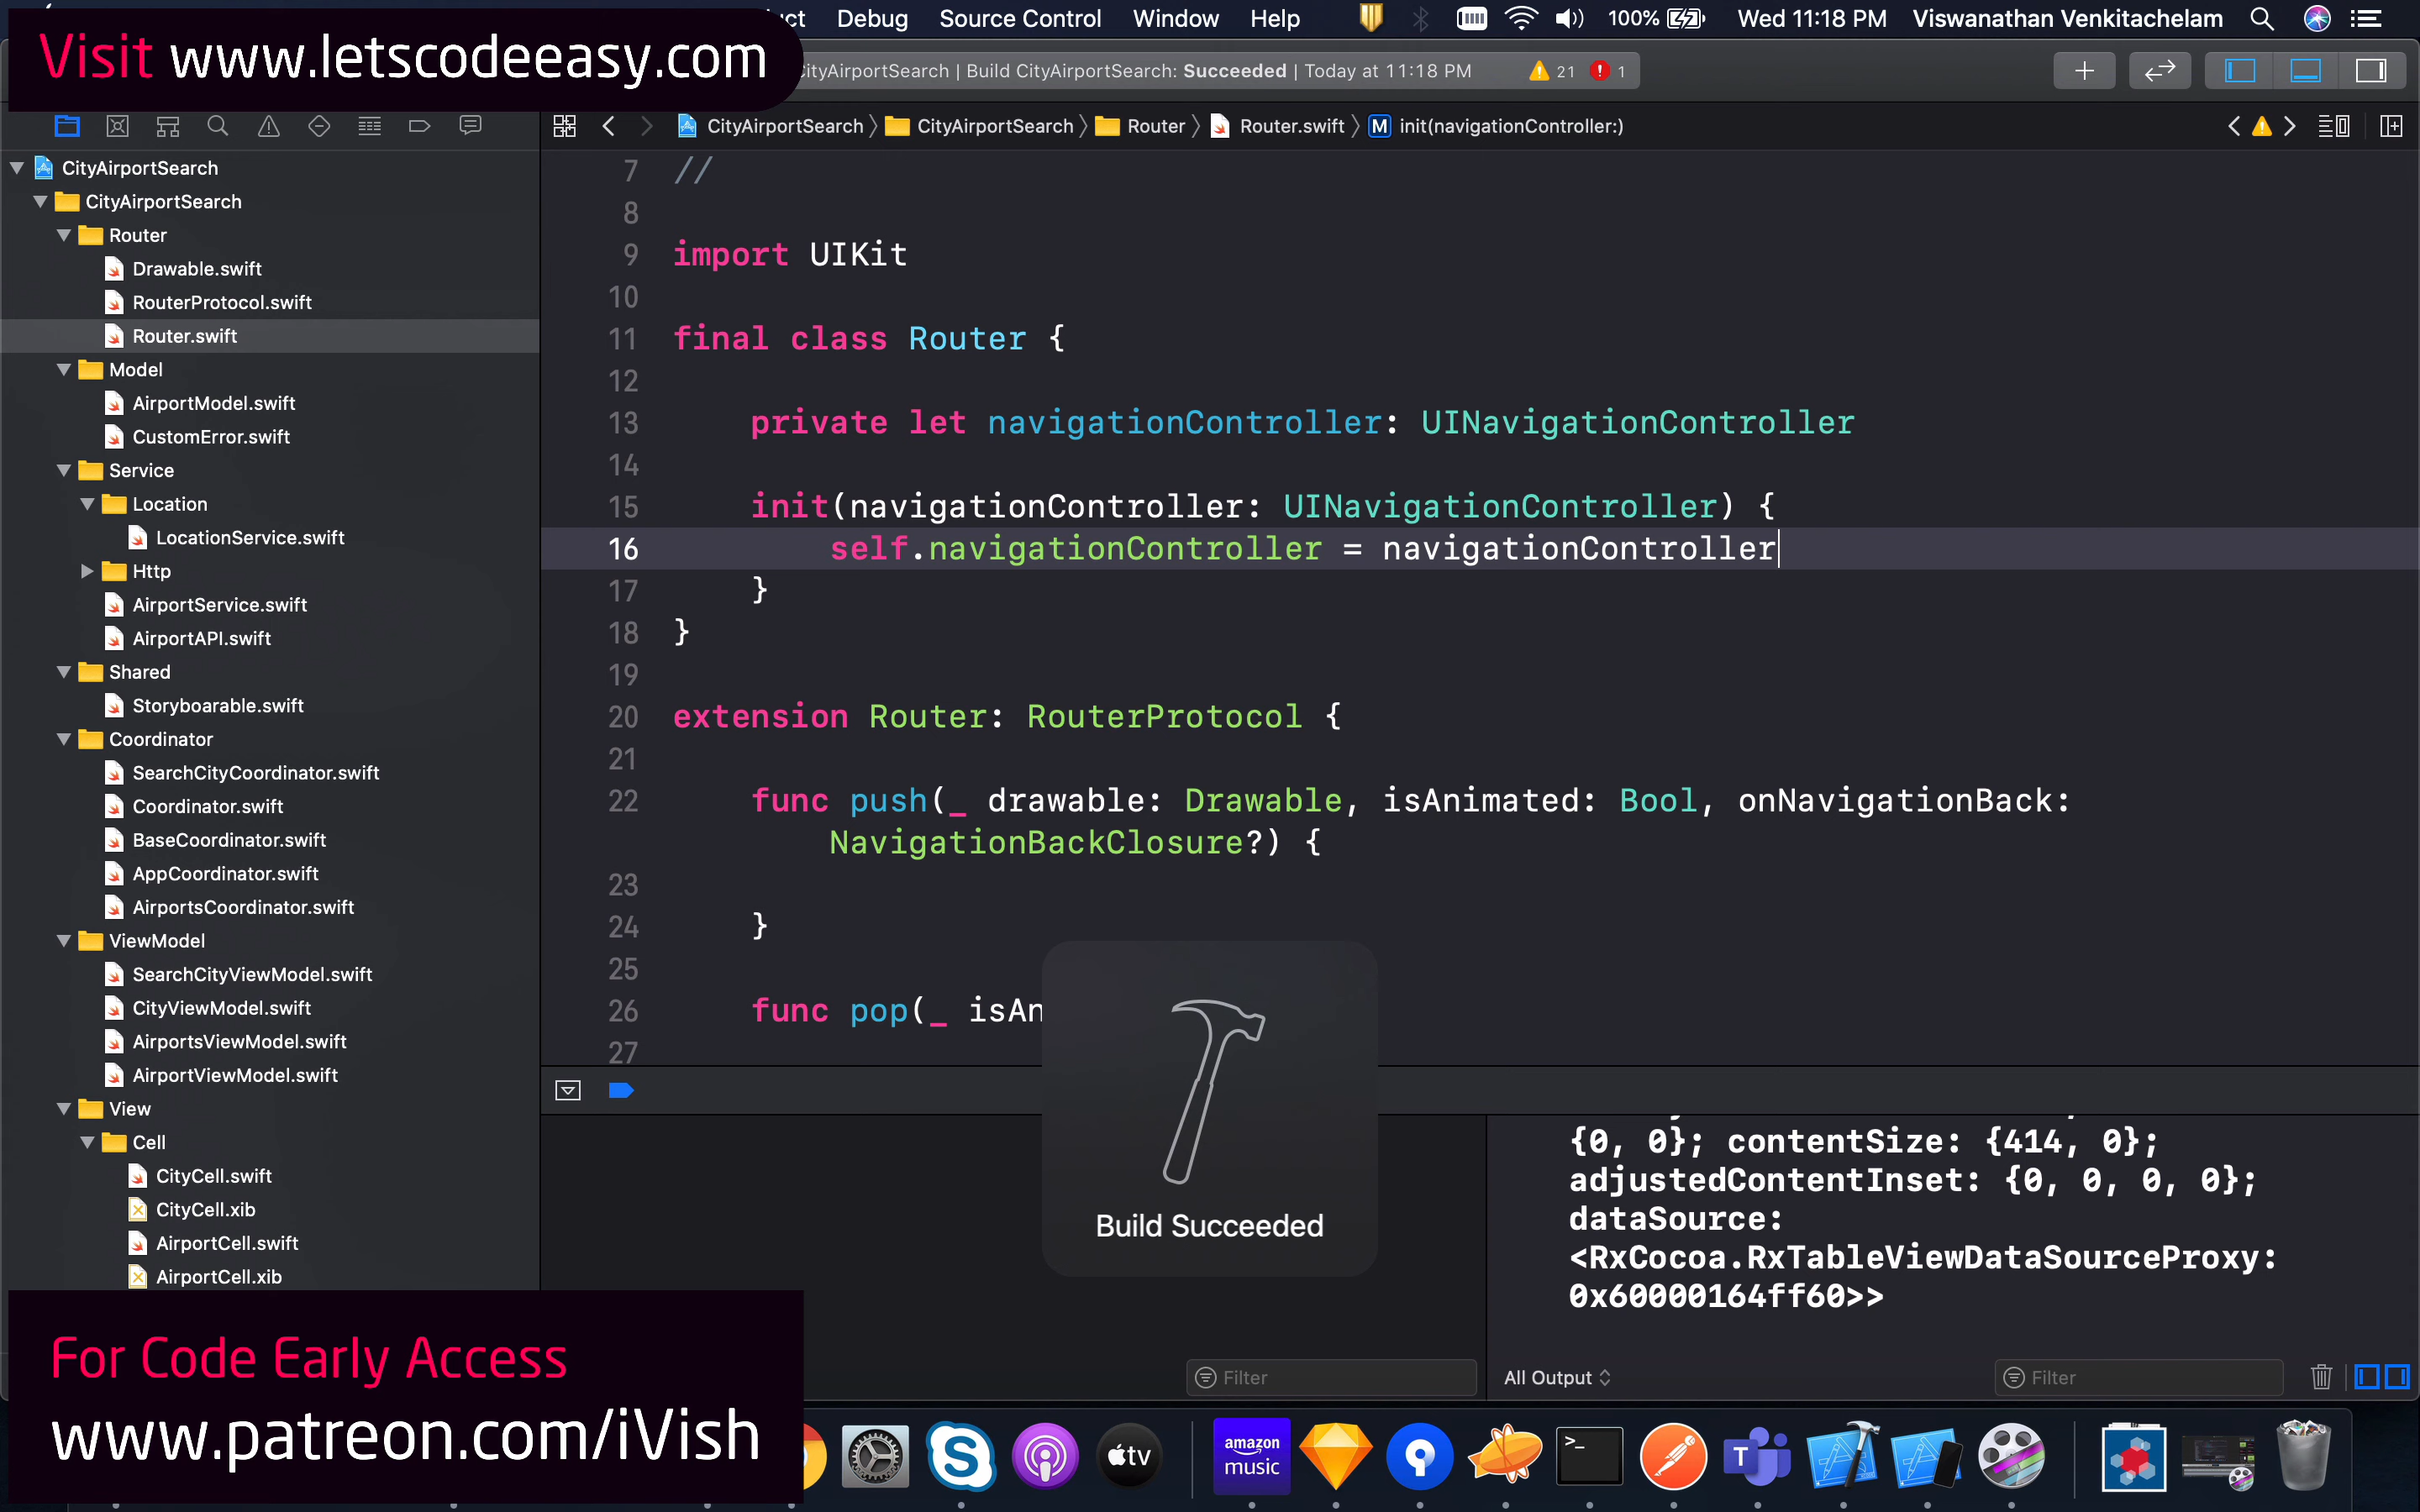 ct Debug Source Control Window Help 100% Wed 11:18 PM Viswanathan Venkitachelam
Visit www.letscodeeasy.com
CityAirportSearch | Build CityAirportSearch: Succeeded | Today at 11:18 PM 21 1
CityAirportSearch CityAirportSearch Router Router.swift M init(navigationController:)
CityAirportSearch
CityAirportSearch
Router
Drawable.swift
RouterProtocol.swift
Router.swift
Model
AirportModel.swift
CustomError.swift
Service
Location
LocationService.swift
Http
AirportService.swift
AirportAPI.swift
Shared
Storyboarable.swift
Coordinator
SearchCityCoordinator.swift
Coordinator.swift
BaseCoordinator.swift
AppCoordinator.swift
AirportsCoordinator.swift
ViewModel
SearchCityViewModel.swift
CityViewModel.swift
AirportsViewModel.swift
AirportViewModel.swift
View
Cell
CityCell.swift
CityCell.xib
AirportCell.swift
AirportCell.xib
7 //
8
9 import UIKit
10
11 final class Router {
12
13 private let navigationController: UINavigationController
14
15 init(navigationController: UINavigationController) {
16 self.navigationController = navigationController
17 }
18 }
19
20 extension Router: RouterProtocol {
21
22 func push(_ drawable: Drawable, isAnimated: Bool, onNavigationBack:
NavigationBackClosure?) {
23
24 }
25
26 func pop(_ isAn
27
Build Succeeded
{0, 0}; contentSize: {414, 0};
adjustedContentInset: {0, 0, 0, 0};
dataSource:
<RxCocoa.RxTableViewDataSourceProxy:
0x60000164ff60>>
Filter All Output Filter
For Code Early Access
www.patreon.com/iVish
tv
amazon
music
>_
T